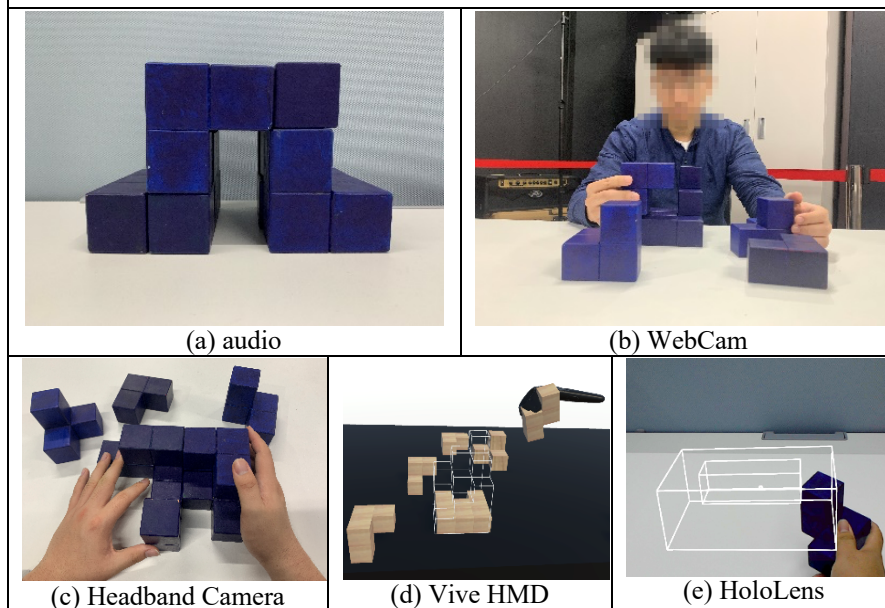 (a) audio
(b) WebCam
(c) Headband Camera
(d) Vive HMD
(e) HoloLens